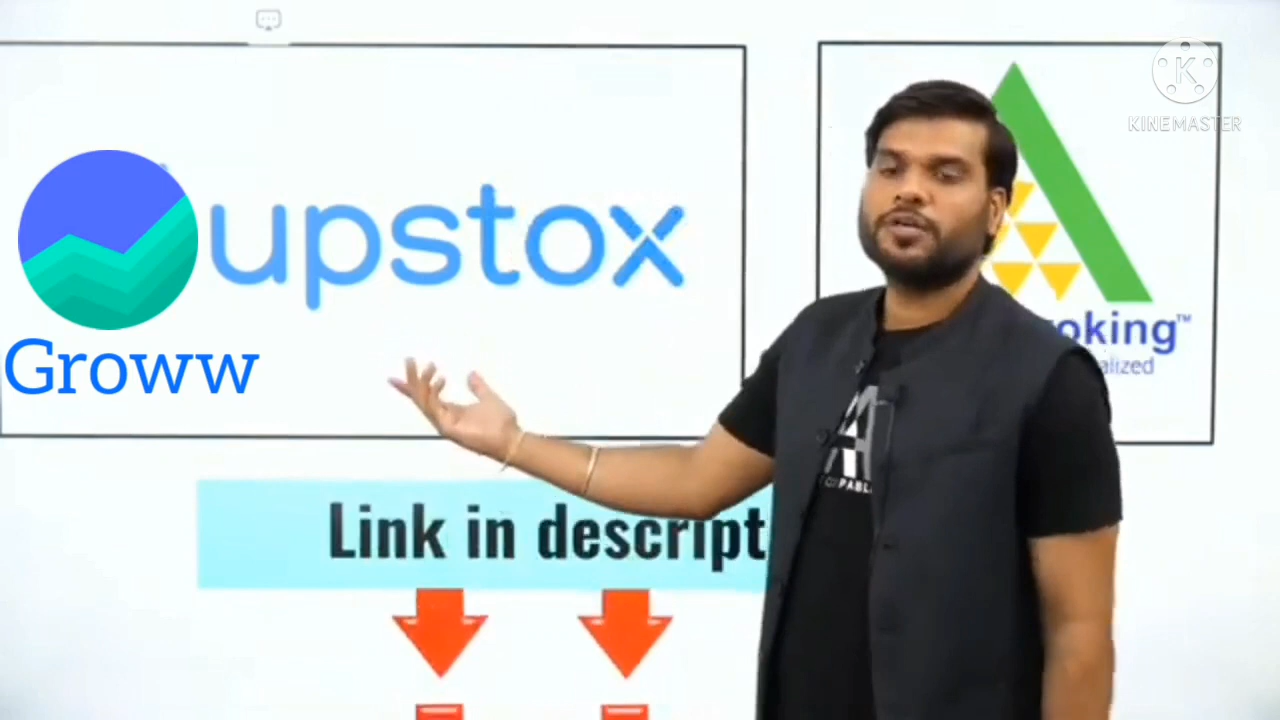 KINEMASTER
upstox
Groww
oking™
alized
Link in descript